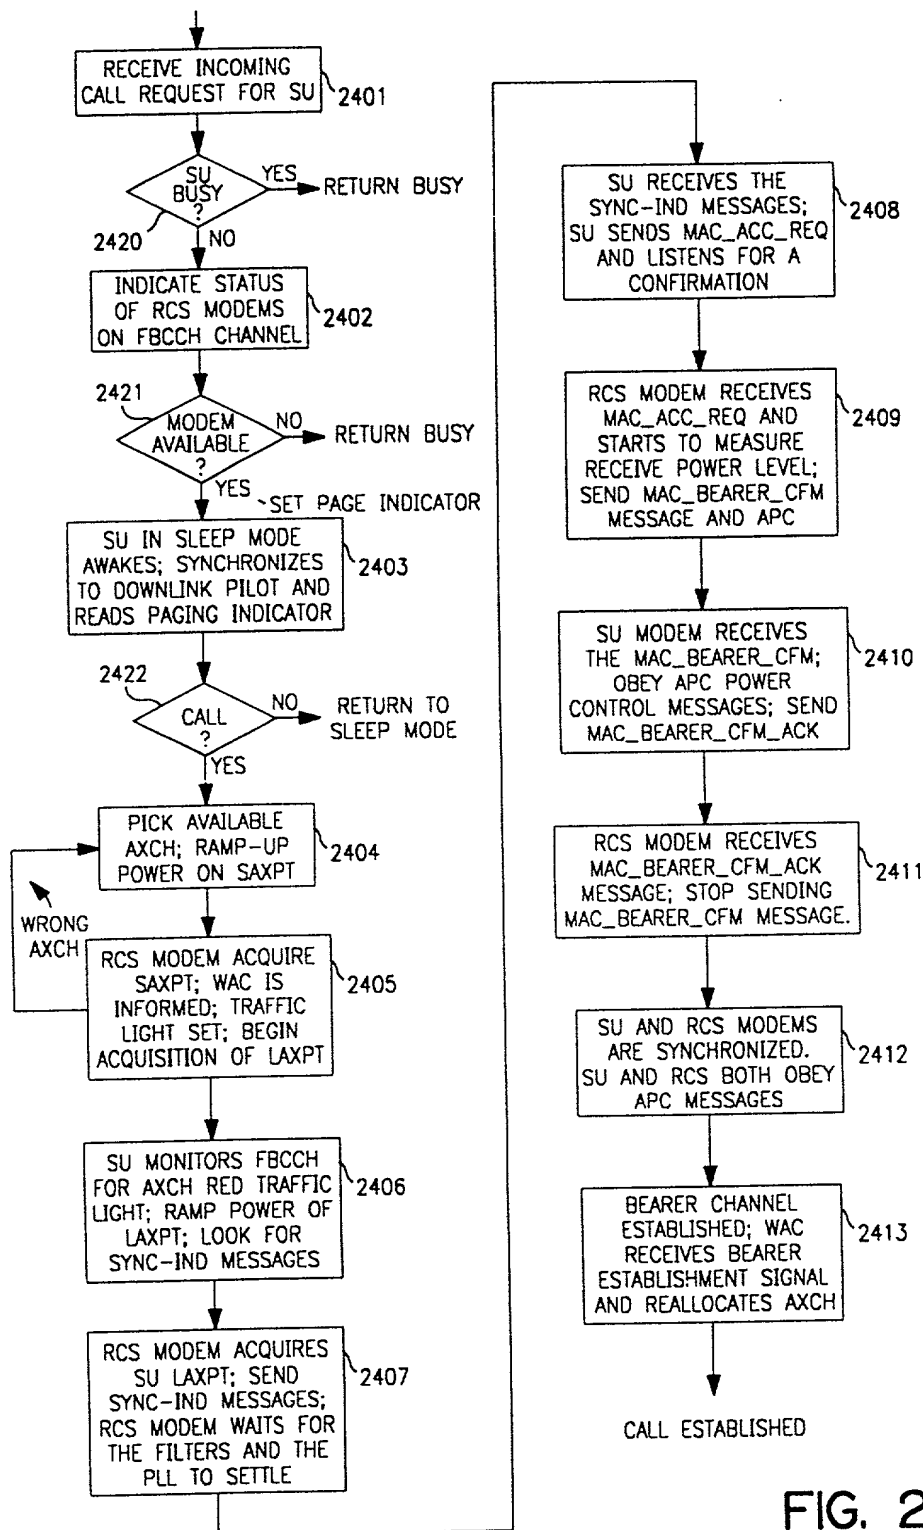 RECEIVE INCOMING
CALL REQUEST FOR SU
2401
SU
BUSY
?
2420
YES
RETURN BUSY
NO
INDICATE STATUS
OF RCS MODEMS
ON FBCCH CHANNEL
2402
2421
MODEM
AVAILABLE
?
NO
RETURN BUSY
YES
SET PAGE INDICATOR
SU IN SLEEP MODE
AWAKES; SYNCHRONIZES
TO DOWNLINK PILOT AND
READS PAGING INDICATOR
2403
2422
CALL
?
NO
RETURN TO
SLEEP MODE
YES
PICK AVAILABLE
AXCH; RAMP-UP
POWER ON SAXPT
2404
WRONG
AXCH
RCS MODEM ACQUIRE
SAXPT; WAC IS
INFORMED; TRAFFIC
LIGHT SET; BEGIN
ACQUISITION OF LAXPT
2405
SU MONITORS FBCCH
FOR AXCH RED TRAFFIC
LIGHT; RAMP POWER OF
LAXPT; LOOK FOR
SYNC-IND MESSAGES
2406
RCS MODEM ACQUIRES
SU LAXPT; SEND
SYNC-IND MESSAGES;
RCS MODEM WAITS FOR
THE FILTERS AND THE
PLL TO SETTLE
2407
SU RECEIVES THE
SYNC-IND MESSAGES;
SU SENDS MAC_ACC_REQ
AND LISTENS FOR A
CONFIRMATION
2408
RCS MODEM RECEIVES
MAC_ACC_REQ AND
STARTS TO MEASURE
RECEIVE POWER LEVEL;
SEND MAC_BEARER_CFM
MESSAGE AND APC
2409
SU MODEM RECEIVES
THE MAC_BEARER_CFM;
OBEY APC POWER
CONTROL MESSAGES; SEND
MAC_BEARER_CFM_ACK
2410
RCS MODEM RECEIVES
MAC_BEARER_CFM_ACK
MESSAGE; STOP SENDING
MAC_BEARER_CFM MESSAGE.
2411
SU AND RCS MODEMS
ARE SYNCHRONIZED.
SU AND RCS BOTH OBEY
APC MESSAGES
2412
BEARER CHANNEL
ESTABLISHED; WAC
RECEIVES BEARER
ESTABLISHMENT SIGNAL
AND REALLOCATES AXCH
2413
CALL ESTABLISHED
FIG. 2